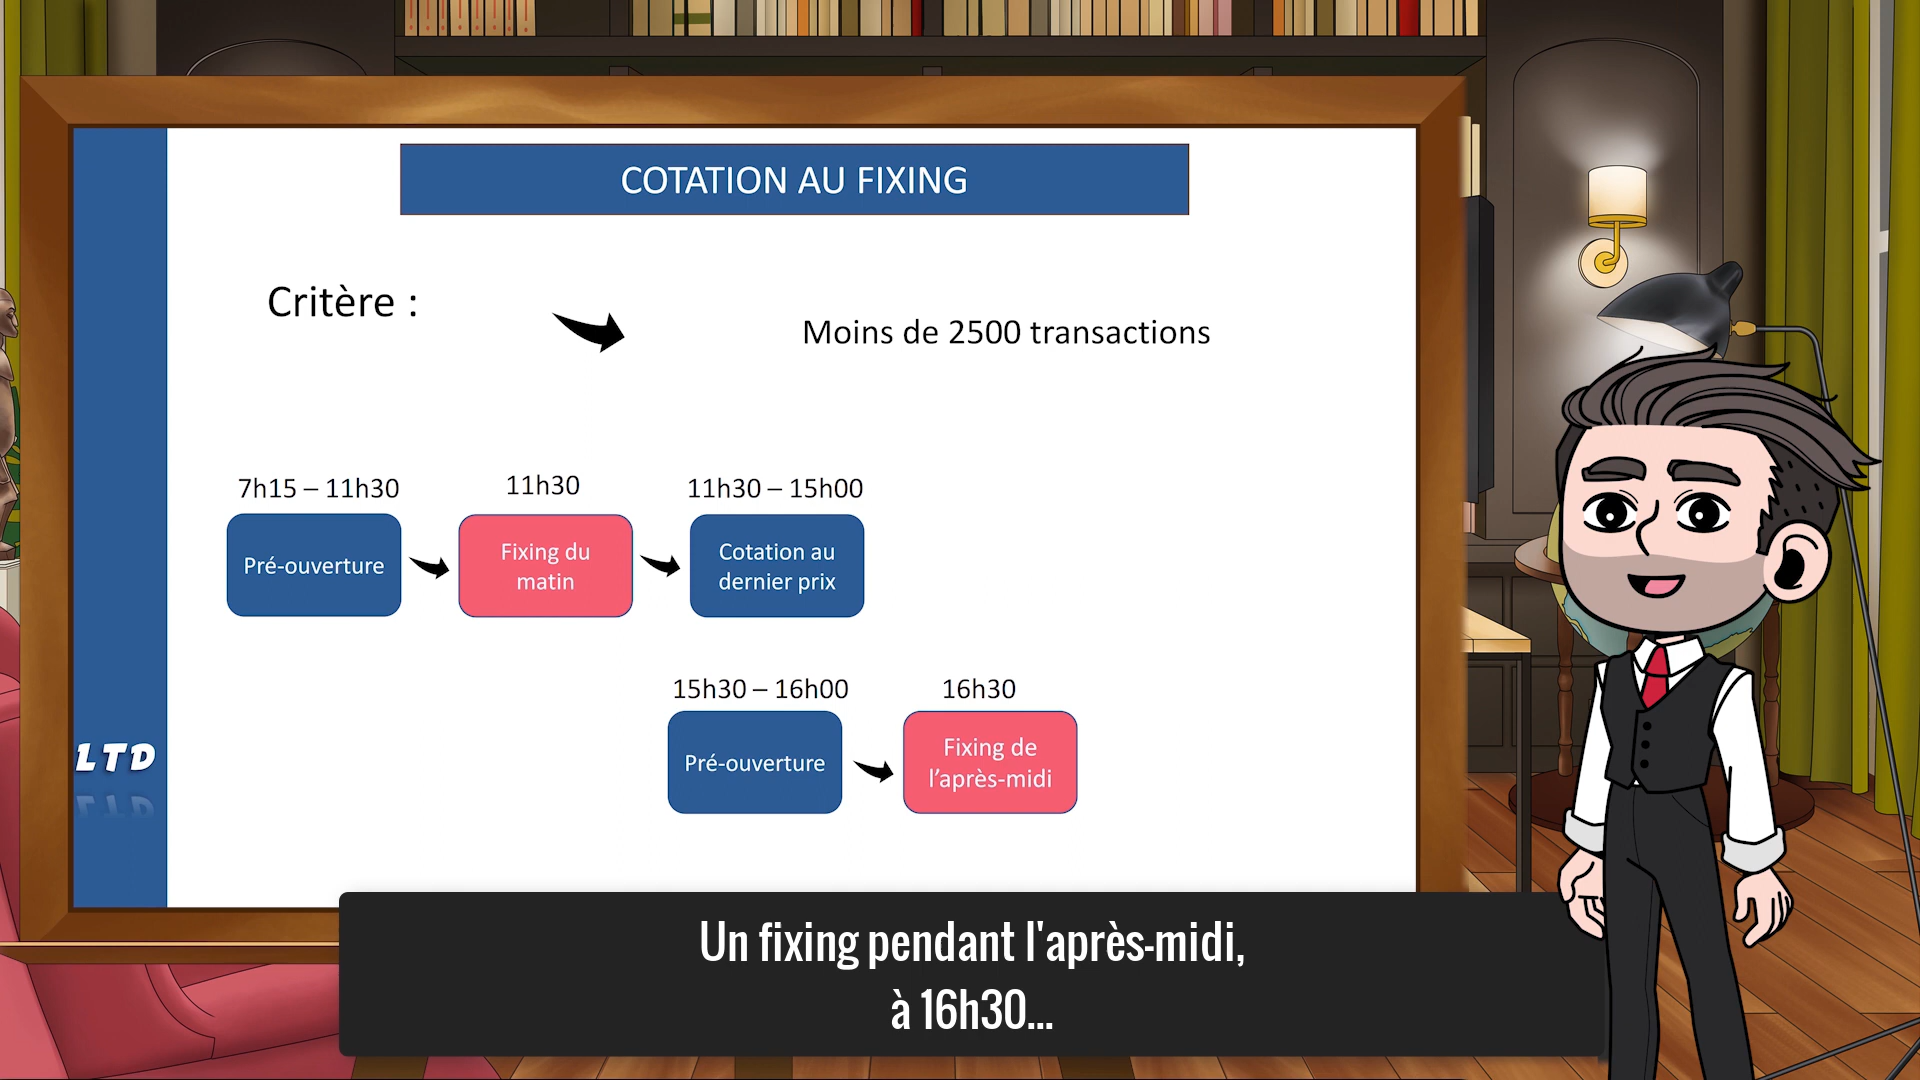 COTATION AU FIXING
Critère :
Moins de 2500 transactions
7h15 – 11h30
11h30
11h30 – 15h00
Pré-ouverture
Fixing du
matin
Cotation au
dernier prix
15h30 – 16h00
16h30
Pré-ouverture
Fixing de
l’après-midi
LTD
Un fixing pendant l'après-midi,
à 16h30...